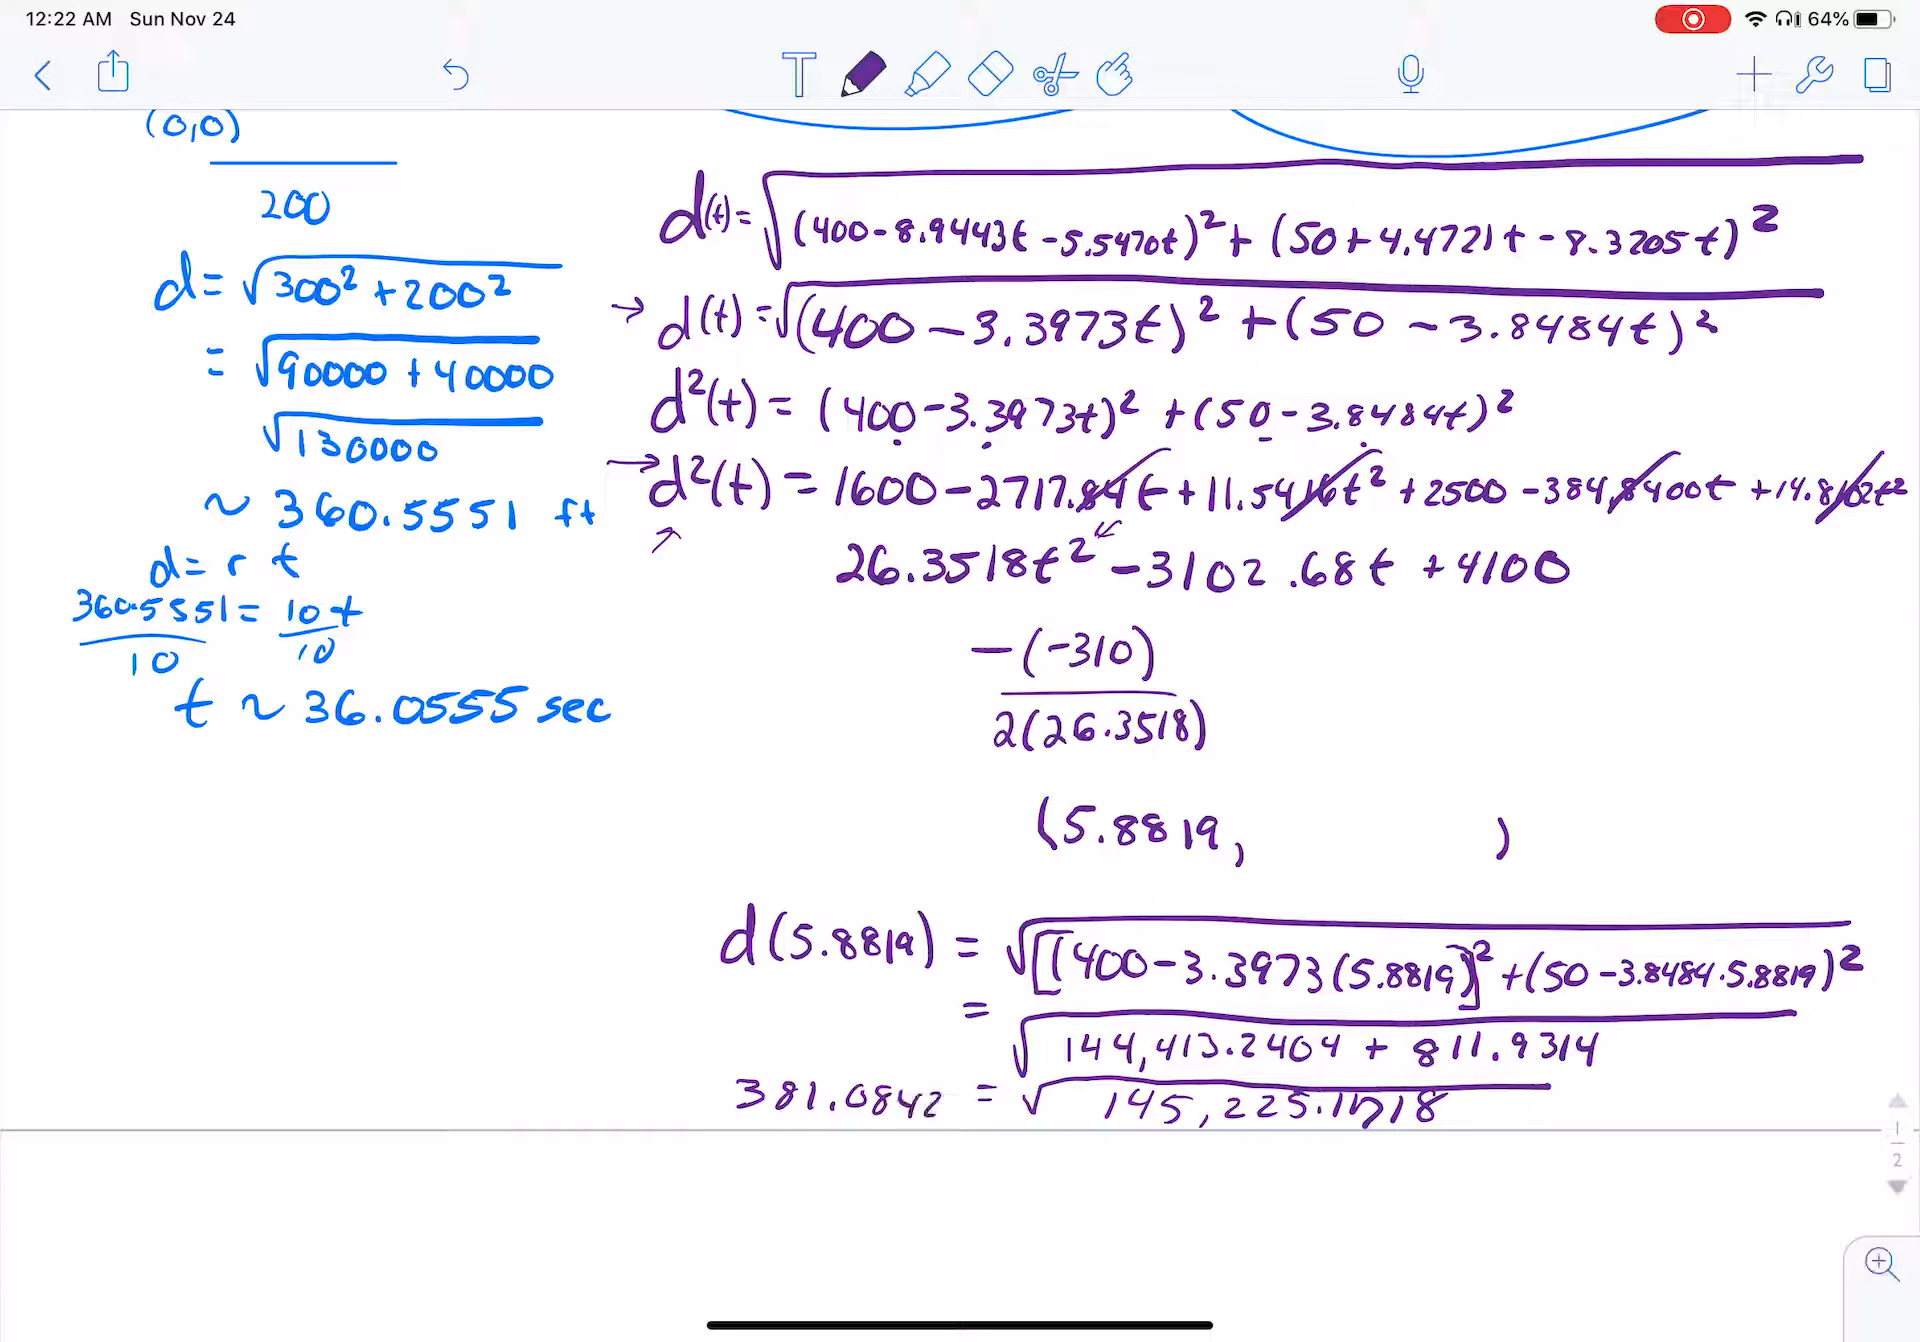 12:22 AM Sun Nov 24
64%
T
(0,0)
200
d = √300² + 200²
= √90000 + 40000
√130000
~ 360.5551 ft
d = r t
360.5551 = 10t
10 10
t ~ 36.0555 sec
d(t) = √(400 - 8.9443t - 5.5470t)² + (50 + 4.4721t - 8.3205t)²
→ d(t) = √(400 - 3.3973t)² + (50 - 3.8484t)²
d²(t) = (400 - 3.3973t)² + (50 - 3.8484t)²
→ d²(t) = 1600 - 2717.84t + 11.5416t² + 2500 - 384.8400t + 14.8102t²
26.3518t² - 3102.68t + 4100
-(-310)
2(26.3518)
(5.8819, )
d(5.8819) = √[(400 - 3.3973(5.8819)]² + (50 - 3.8484·5.8819)²
= √144,413.2404 + 811.9314
381.0842 = √145,225.1718
1
2